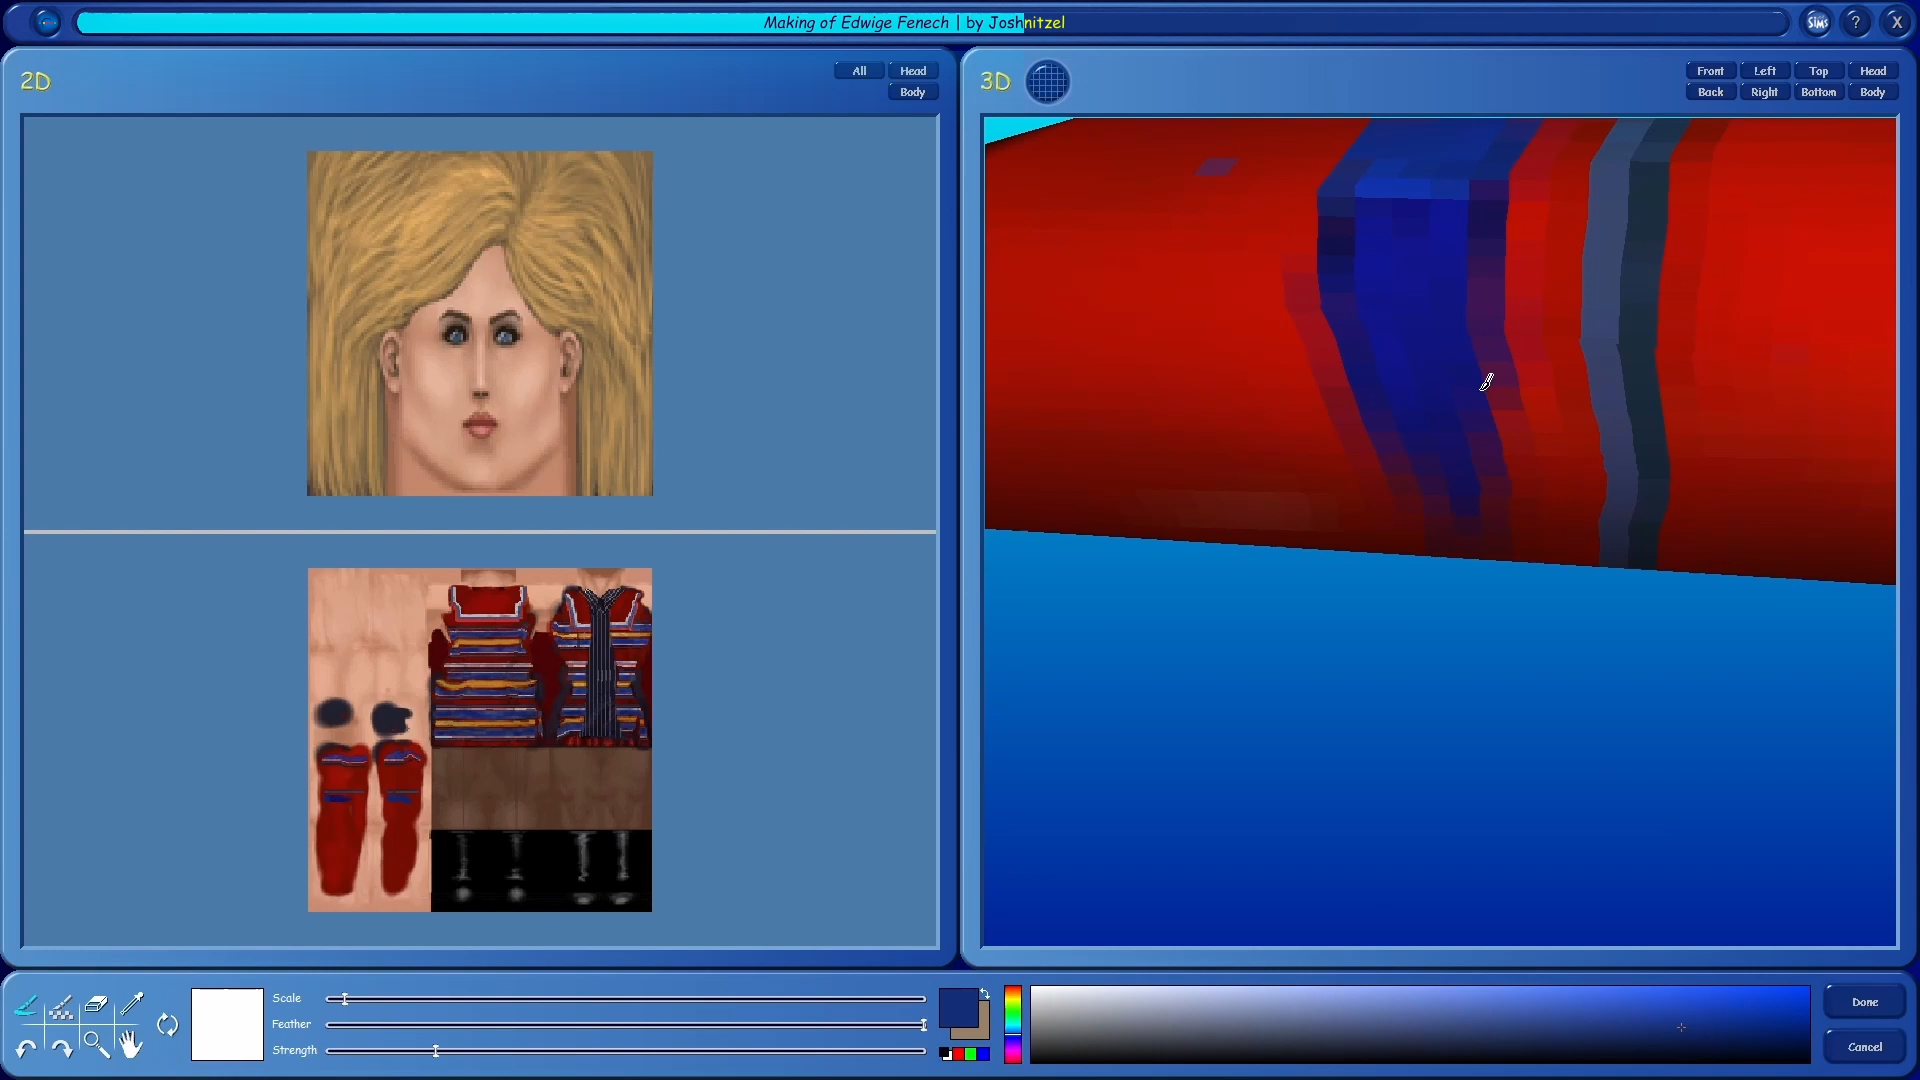 Making of Edwige Fenech | by Joshnitzel
SIMS ? X
2D
All Head
Body
3D
Front Left Top Head
Back Right Bottom Body
Scale
Feather
Strength
Done
Cancel